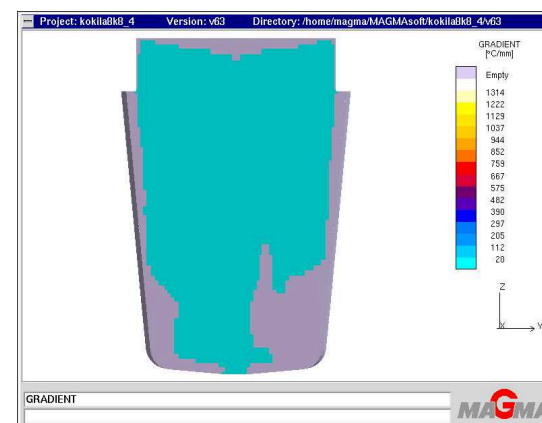 Project: kokila8k8_4 Version: v63 Directory: /home/magma/MAGMAsoft/kokila8k8_4/v63
GRADIENT
[°C/mm]
Empty
1314
1222
1129
1037
944
852
759
667
575
482
390
297
205
112
20
Z
X Y
GRADIENT
MAGMA